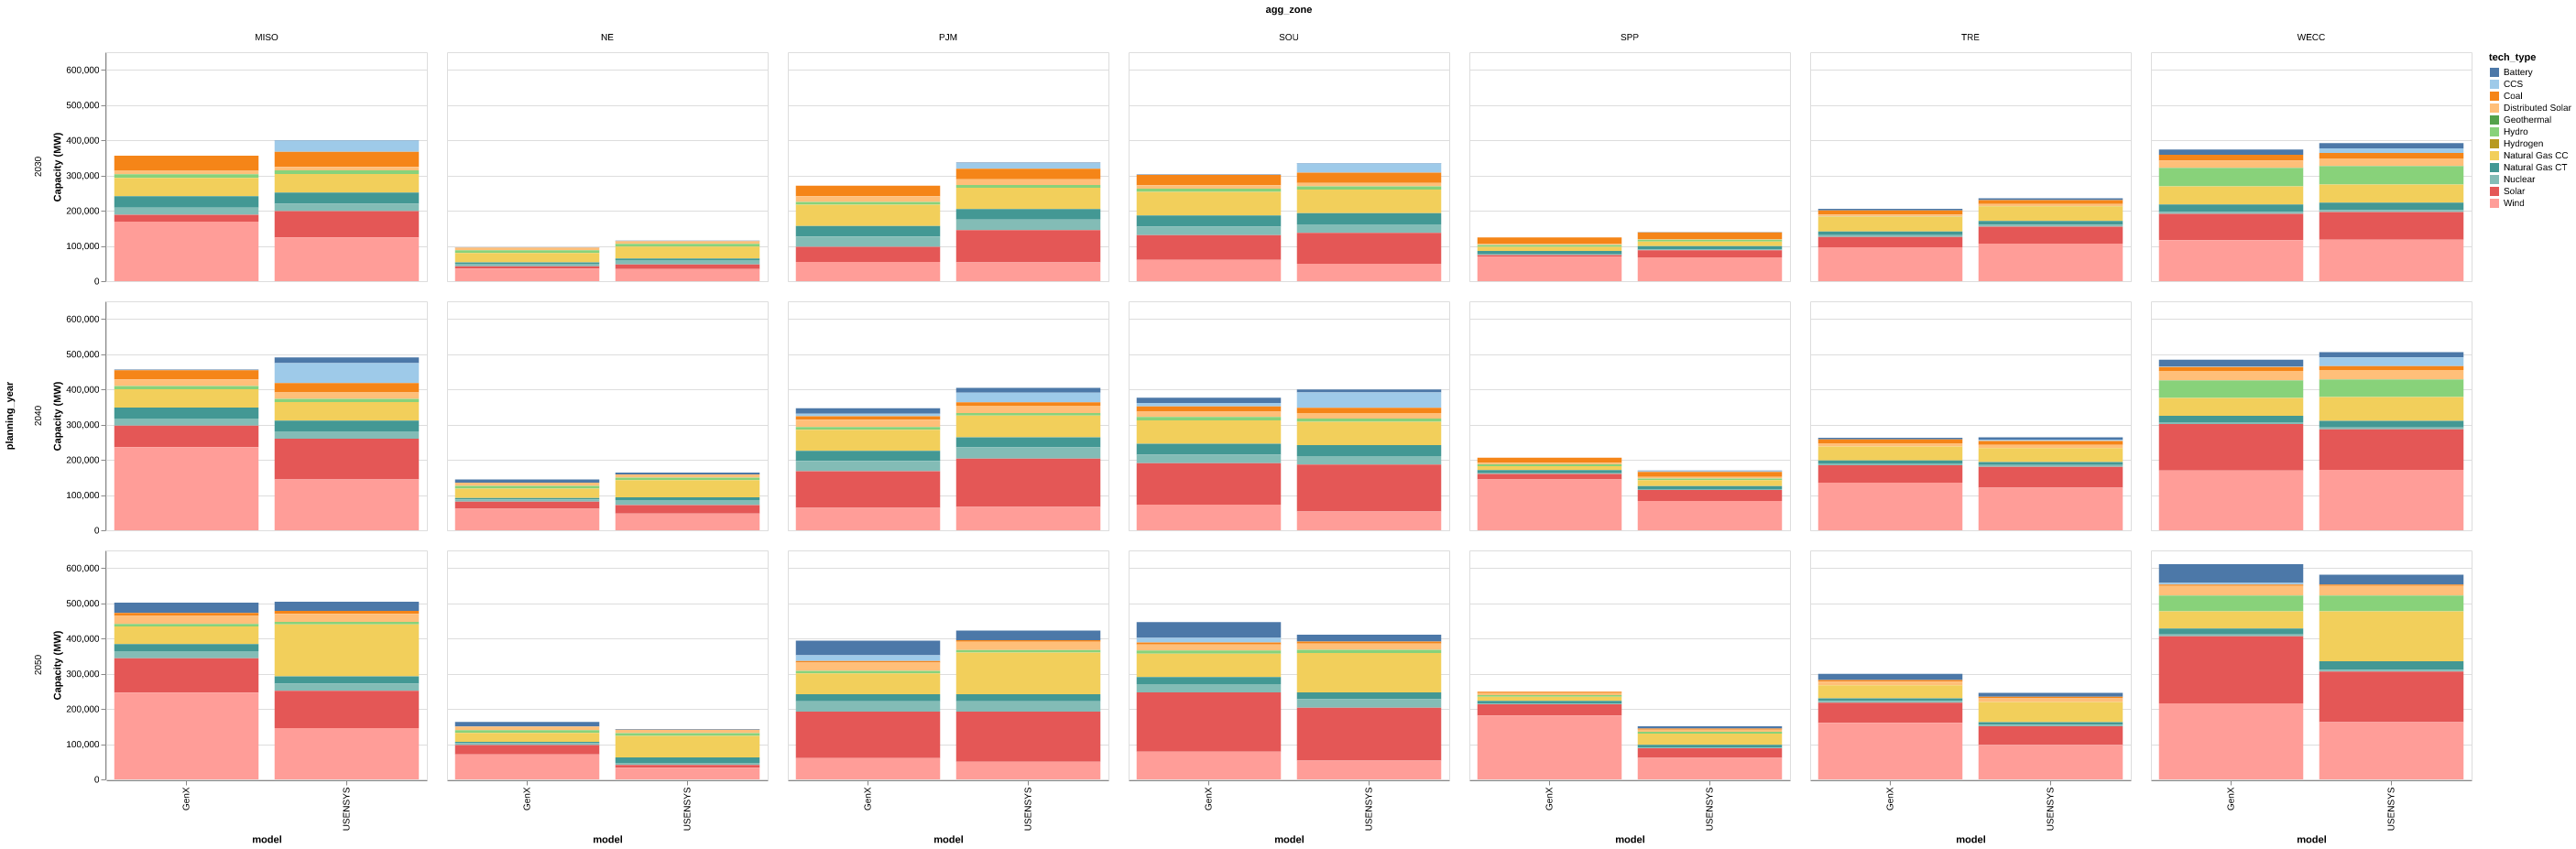 agg_zone
MISO NE PJM SOU SPP TRE WECC
planning_year
2030
Capacity (MW)
600,000
500,000
400,000
300,000
200,000
100,000
0
2040
Capacity (MW)
600,000
500,000
400,000
300,000
200,000
100,000
0
2050
Capacity (MW)
600,000
500,000
400,000
300,000
200,000
100,000
0
GenX USENSYS GenX USENSYS GenX USENSYS GenX USENSYS GenX USENSYS GenX USENSYS GenX USENSYS
model model model model model model model
tech_type
Battery
CCS
Coal
Distributed Solar
Geothermal
Hydro
Hydrogen
Natural Gas CC
Natural Gas CT
Nuclear
Solar
Wind